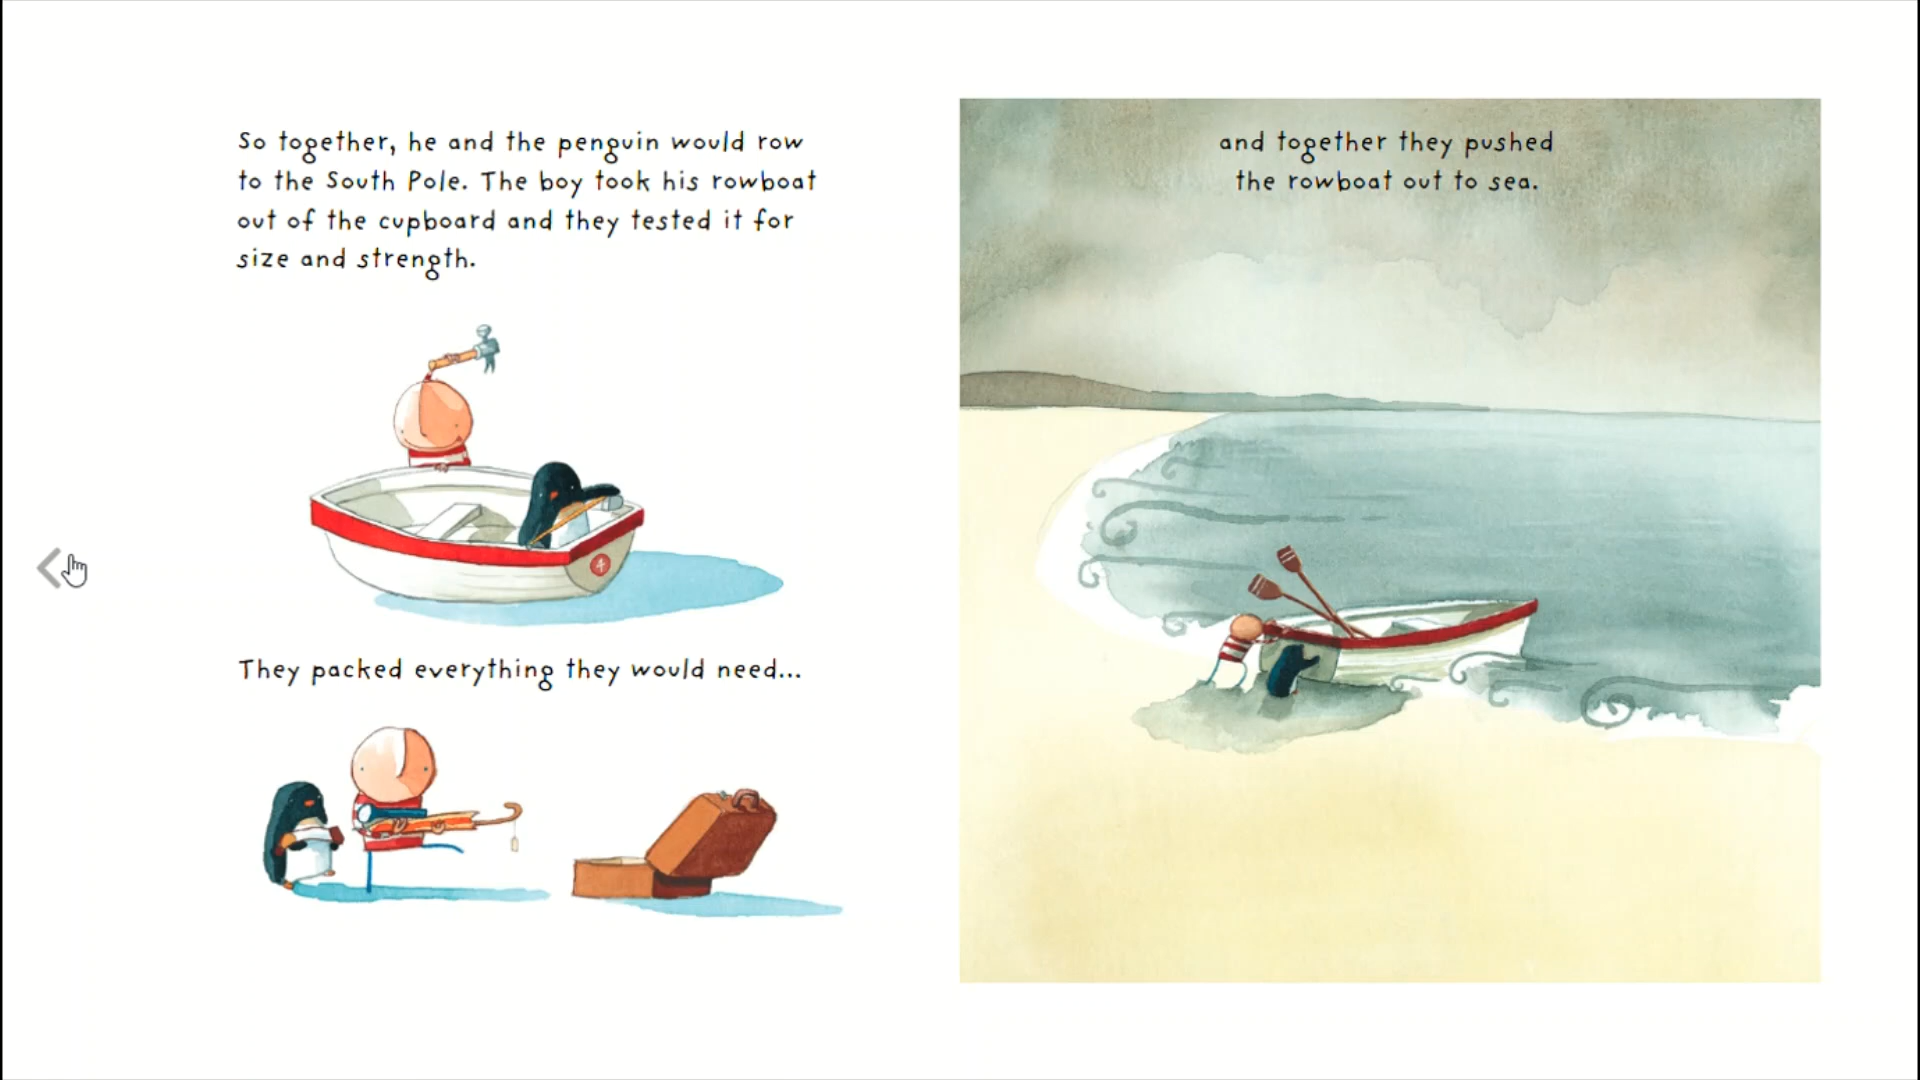 So together, he and the penguin would row
to the South Pole. The boy took his rowboat
out of the cupboard and they tested it for
size and strength.
4
They packed everything they would need...
and together they pushed
the rowboat out to sea.